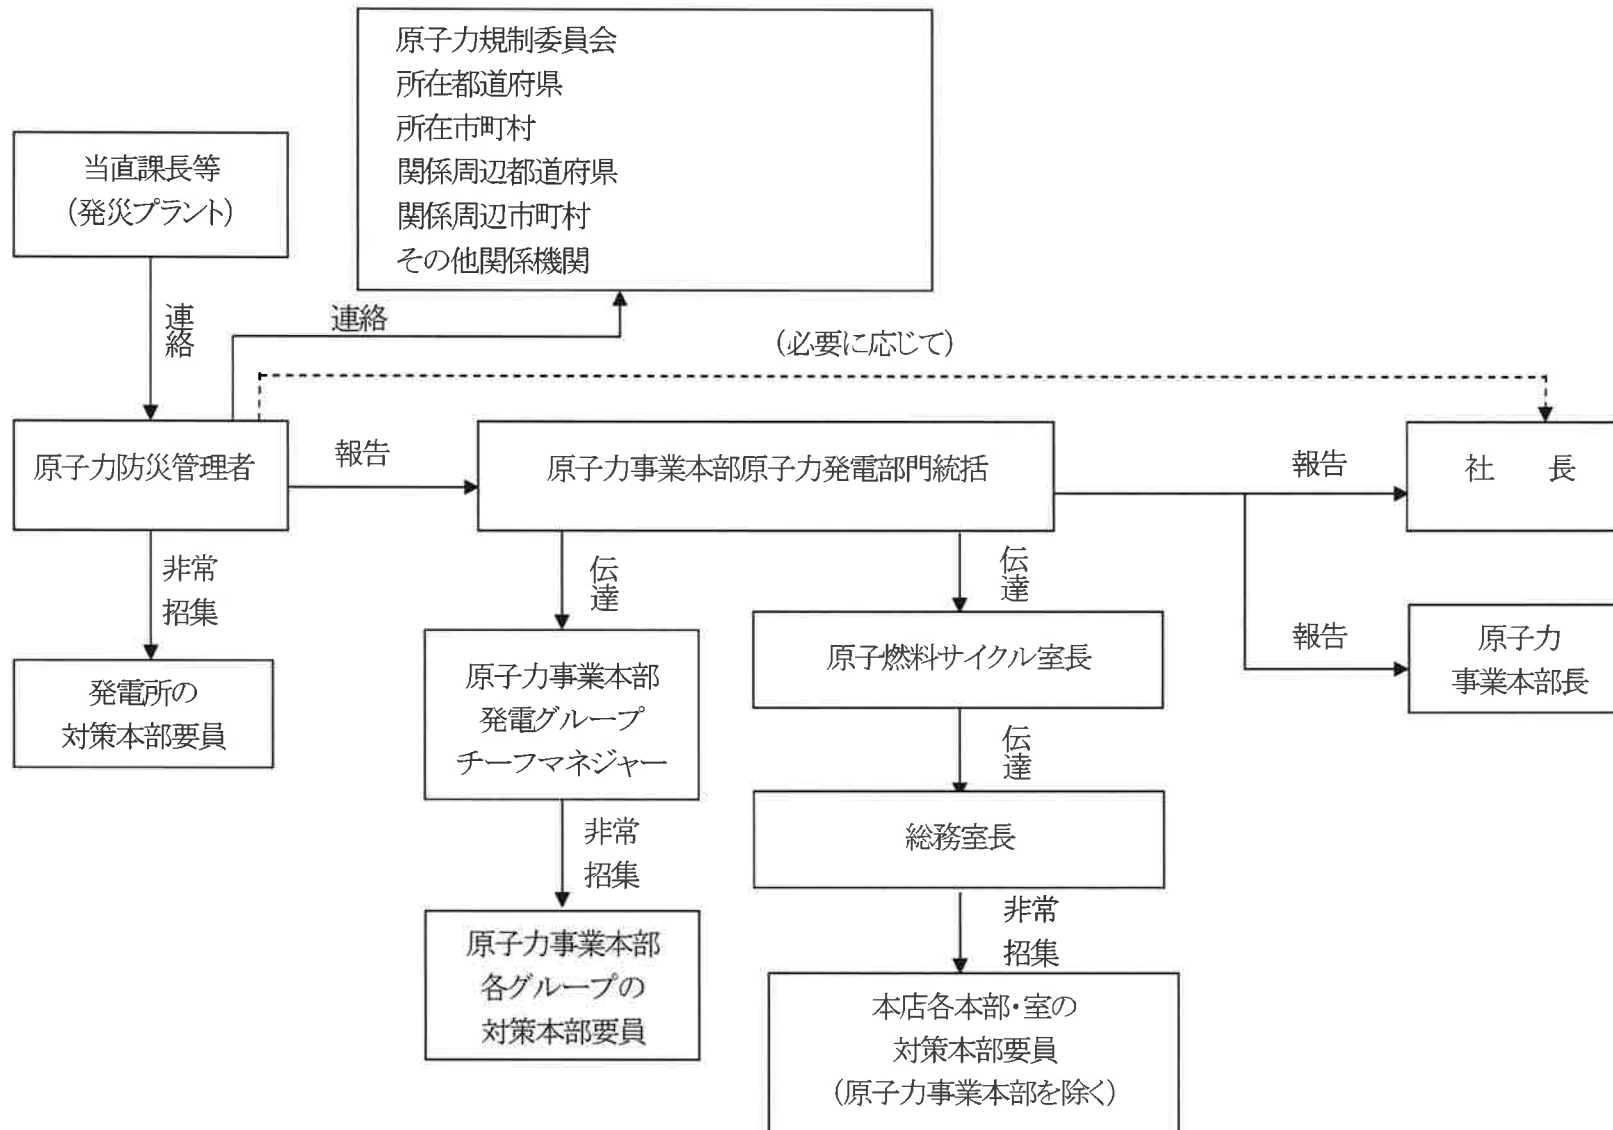 原子力規制委員会
所在都道府県
所在市町村
関係周辺都道府県
関係周辺市町村
その他関係機関
当直課長等
(発災プラント)
連絡
連絡
(必要に応じて)
原子力防災管理者
報告
原子力事業本部原子力発電部門統括
報告
社　長
非常
招集
伝達
伝達
報告
原子力
事業本部長
発電所の
対策本部要員
原子力事業本部
発電グループ
チーフマネジャー
原子燃料サイクル室長
伝達
非常
招集
総務室長
非常
招集
原子力事業本部
各グループの
対策本部要員
本店各本部・室の
対策本部要員
(原子力事業本部を除く)